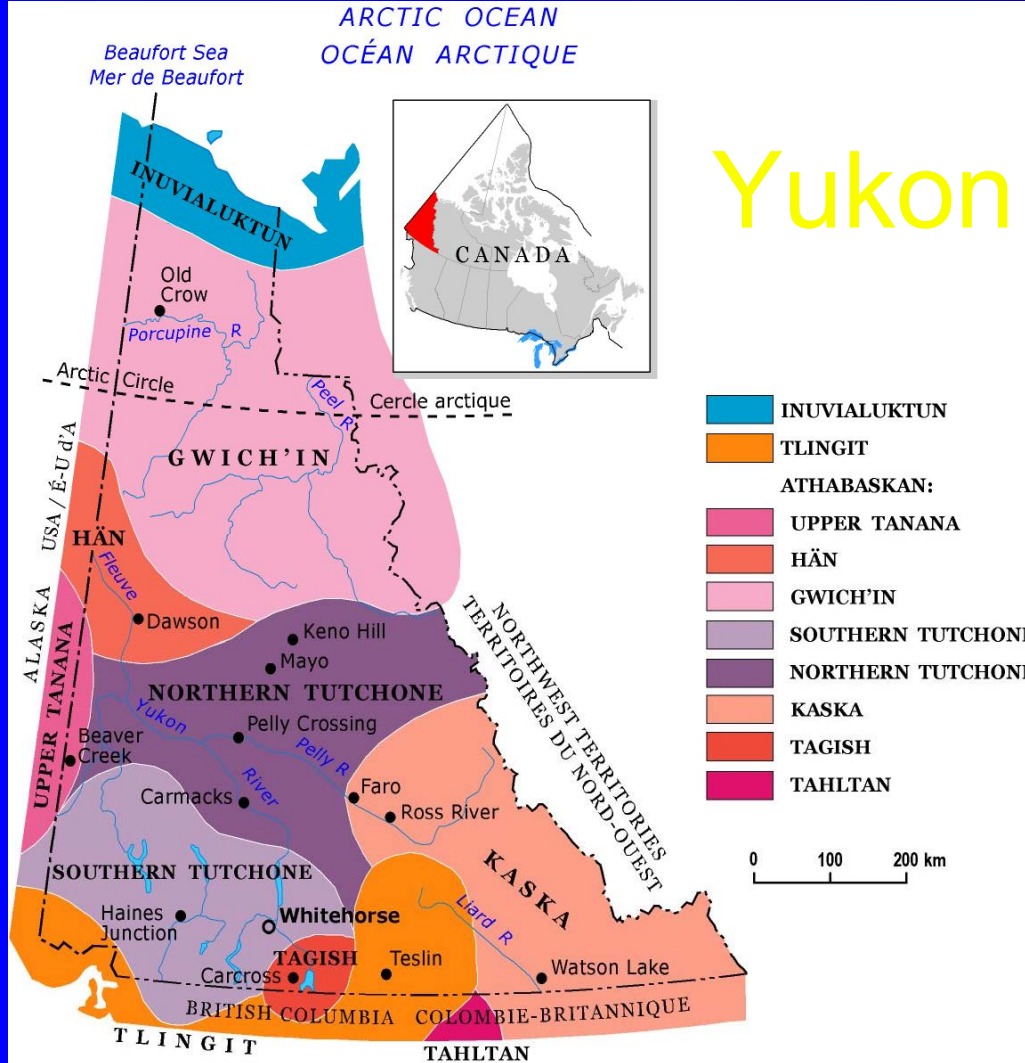 ARCTIC OCEAN
OCÉAN ARCTIQUE
Beaufort Sea
Mer de Beaufort
Yukon
INUVIALUKTUN
CANADA
Old
Crow
Porcupine R
Arctic Circle
Cercle arctique
Peel R
GWICH'IN
ALASKA USA / É-U d'A
HÄN
Fleuve
Dawson
Keno Hill
Mayo
NORTHERN TUTCHONE
UPPER TANANA
Yukon
River
Pelly Crossing
Pelly R
Beaver
Creek
Carmacks
Faro
Ross River
NORTHWEST TERRITORIES
TERRITOIRES DU NORD-OUEST
KASKA
SOUTHERN TUTCHONE
Haines
Junction
Whitehorse
TAGISH
Carcross
Teslin
Liard R
Watson Lake
BRITISH COLUMBIA COLOMBIE-BRITANNIQUE
TLINGIT
TAHLTAN
INUVIALUKTUN
TLINGIT
ATHABASKAN:
UPPER TANANA
HÄN
GWICH'IN
SOUTHERN TUTCHONE
NORTHERN TUTCHONE
KASKA
TAGISH
TAHLTAN
0 100 200 km